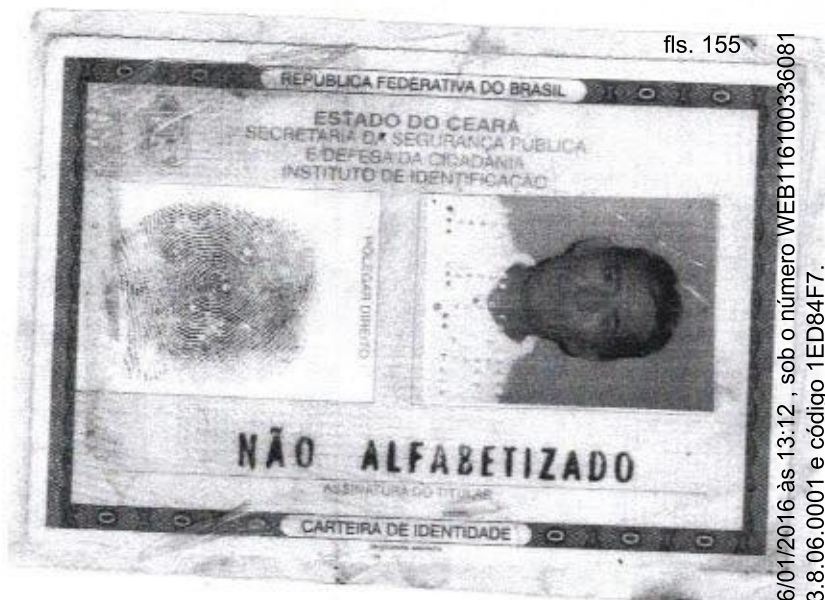 fls. 155
REPÚBLICA FEDERATIVA DO BRASIL
ESTADO DO CEARÁ
SECRETARIA DA SEGURANÇA PÚBLICA
E DEFESA DA CIDADANIA
INSTITUTO DE IDENTIFICAÇÃO
POLEGAR DIREITO
NÃO ALFABETIZADO
ASSINATURA DO TITULAR
CARTEIRA DE IDENTIDADE
6/01/2016 às 13:12 , sob o número WEB116100336081
3.8.06.0001 e código 1ED84F7.